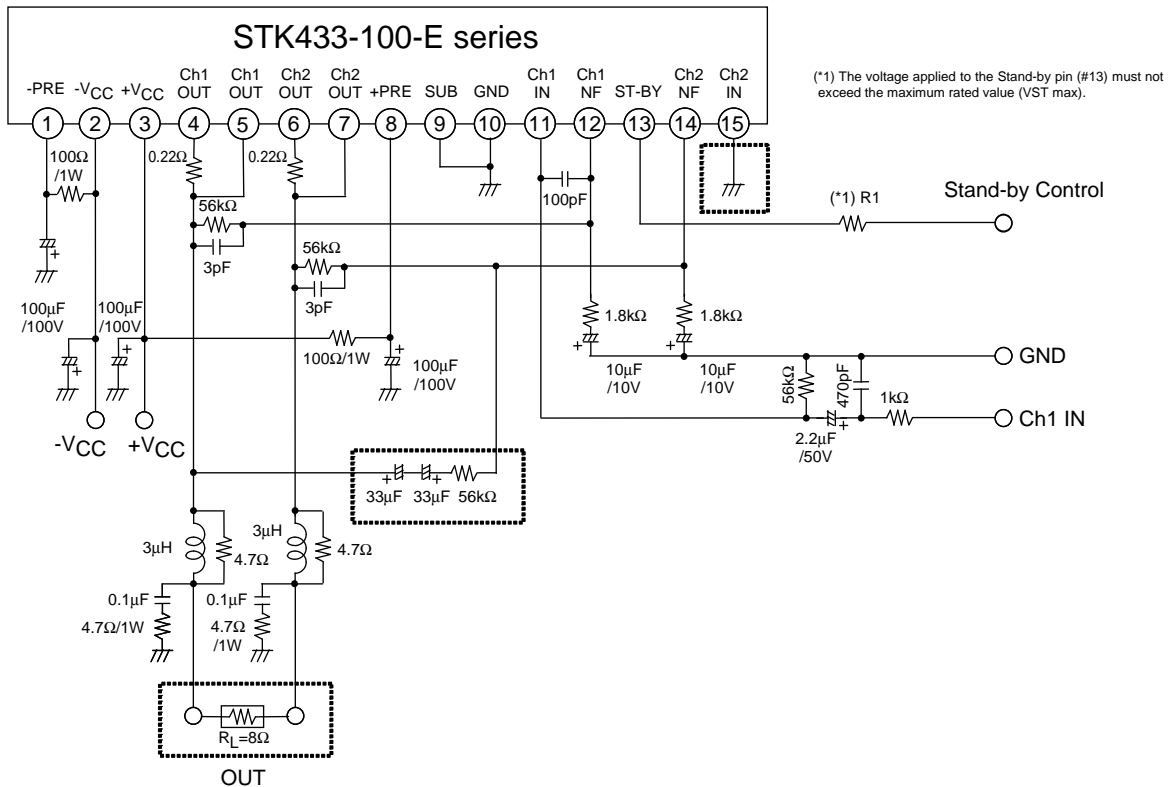 STK433-100-E series
-PRE -VCC +VCC Ch1 OUT Ch1 OUT Ch2 OUT Ch2 OUT +PRE SUB GND Ch1 IN Ch1 NF ST-BY Ch2 NF Ch2 IN
1 2 3 4 5 6 7 8 9 10 11 12 13 14 15
(*1) The voltage applied to the Stand-by pin (#13) must not
exceed the maximum rated value (VST max).
100Ω
/1W
0.22Ω
0.22Ω
100pF
(*1) R1
Stand-by Control
56kΩ
3pF
+
56kΩ
3pF
100μF
/100V
+
100μF
/100V
+
100Ω/1W
+
100μF
/100V
1.8kΩ
+
10μF
/10V
1.8kΩ
+
10μF
/10V
GND
56kΩ
470pF
1kΩ
+
2.2μF
/50V
Ch1 IN
-VCC
+VCC
+ +
33μF 33μF 56kΩ
3μH
4.7Ω
3μH
4.7Ω
0.1μF
4.7Ω/1W
0.1μF
4.7Ω
/1W
RL=8Ω
OUT